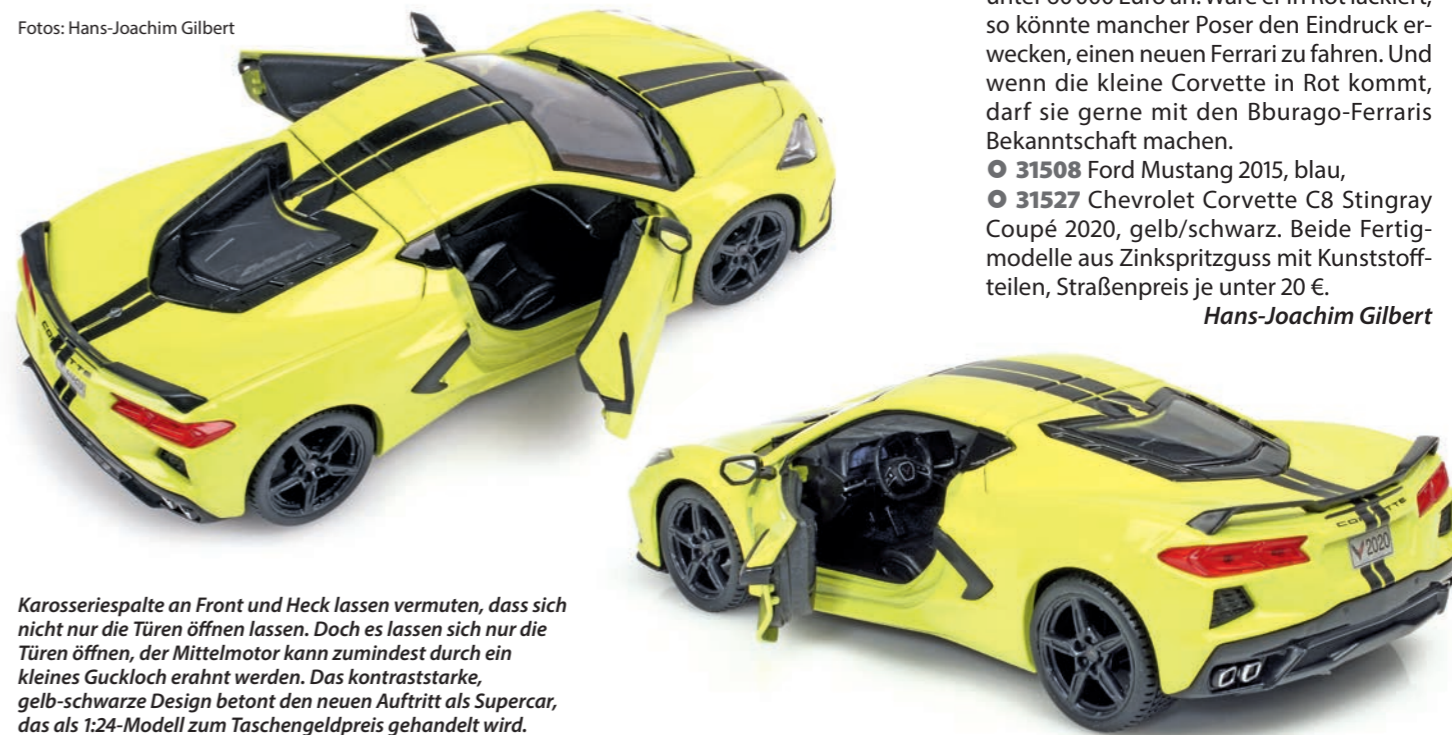 Fotos: Hans-Joachim Gilbert
so könnte mancher Poser den Eindruck er-
wecken, einen neuen Ferrari zu fahren. Und
wenn die kleine Corvette in Rot kommt,
darf sie gerne mit den Bburago-Ferraris
Bekanntschaft machen.
31508 Ford Mustang 2015, blau,
31527 Chevrolet Corvette C8 Stingray
Coupé 2020, gelb/schwarz. Beide Fertig-
modelle aus Zinkspritzguss mit Kunststoff-
teilen, Straßenpreis je unter 20 €.
Hans-Joachim Gilbert
2020
Karosseriespalte an Front und Heck lassen vermuten, dass sich
nicht nur die Türen öffnen lassen. Doch es lassen sich nur die
Türen öffnen, der Mittelmotor kann zumindest durch ein
kleines Guckloch erahnt werden. Das kontraststarke,
gelb-schwarze Design betont den neuen Auftritt als Supercar,
das als 1:24-Modell zum Taschengeldpreis gehandelt wird.